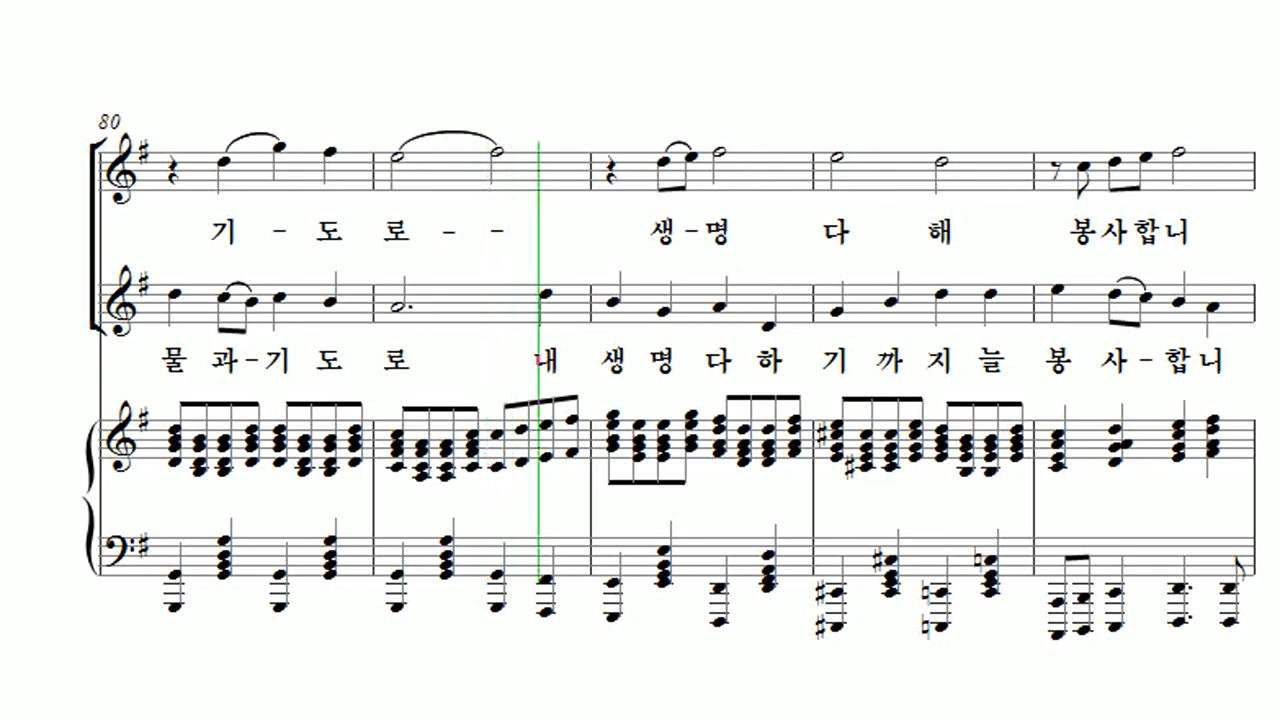 80
기 - 도 로 - - 생 - 명 다 해 봉 사 합 니
물 과 - 기 도 로 내 생 명 다 하 기 까 지 늘 봉 사 - 합 니